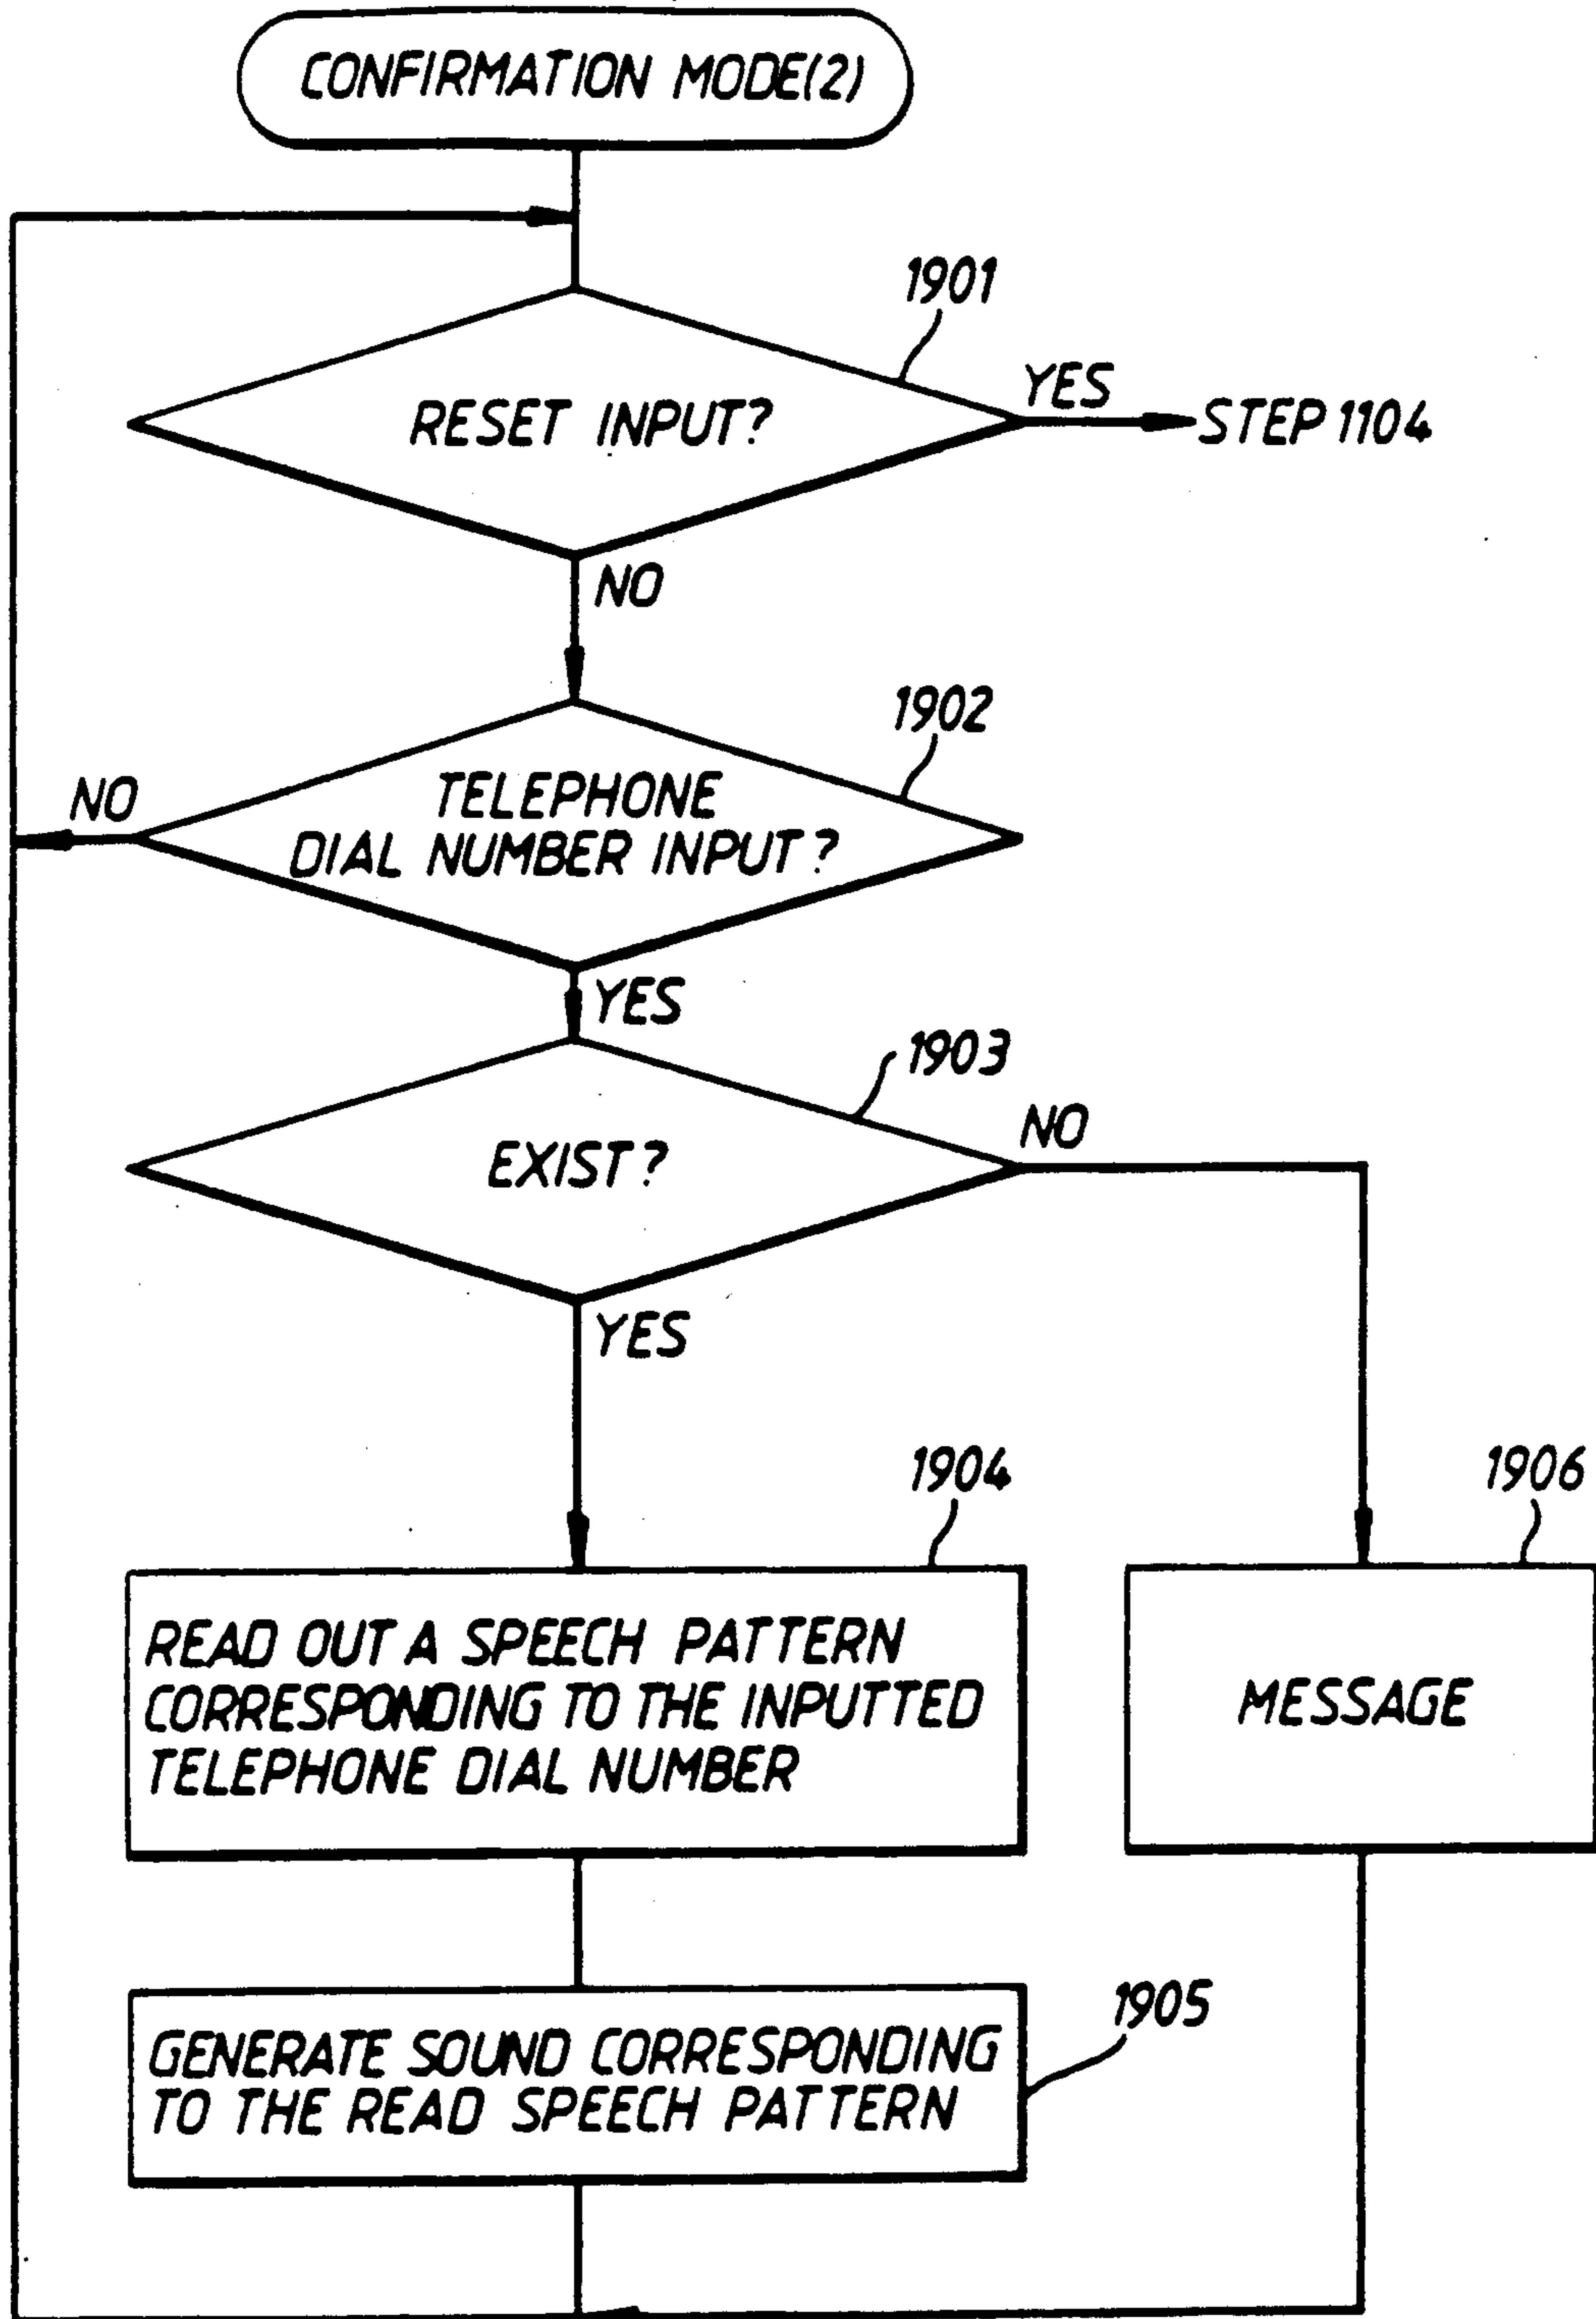 CONFIRMATION MODE(2)
1901
RESET INPUT?
YES
STEP 1104
NO
1902
TELEPHONE
DIAL NUMBER INPUT?
NO
YES
1903
EXIST?
NO
YES
1904
READ OUT A SPEECH PATTERN
CORRESPONDING TO THE INPUTTED
TELEPHONE DIAL NUMBER
1906
MESSAGE
1905
GENERATE SOUND CORRESPONDING
TO THE READ SPEECH PATTERN